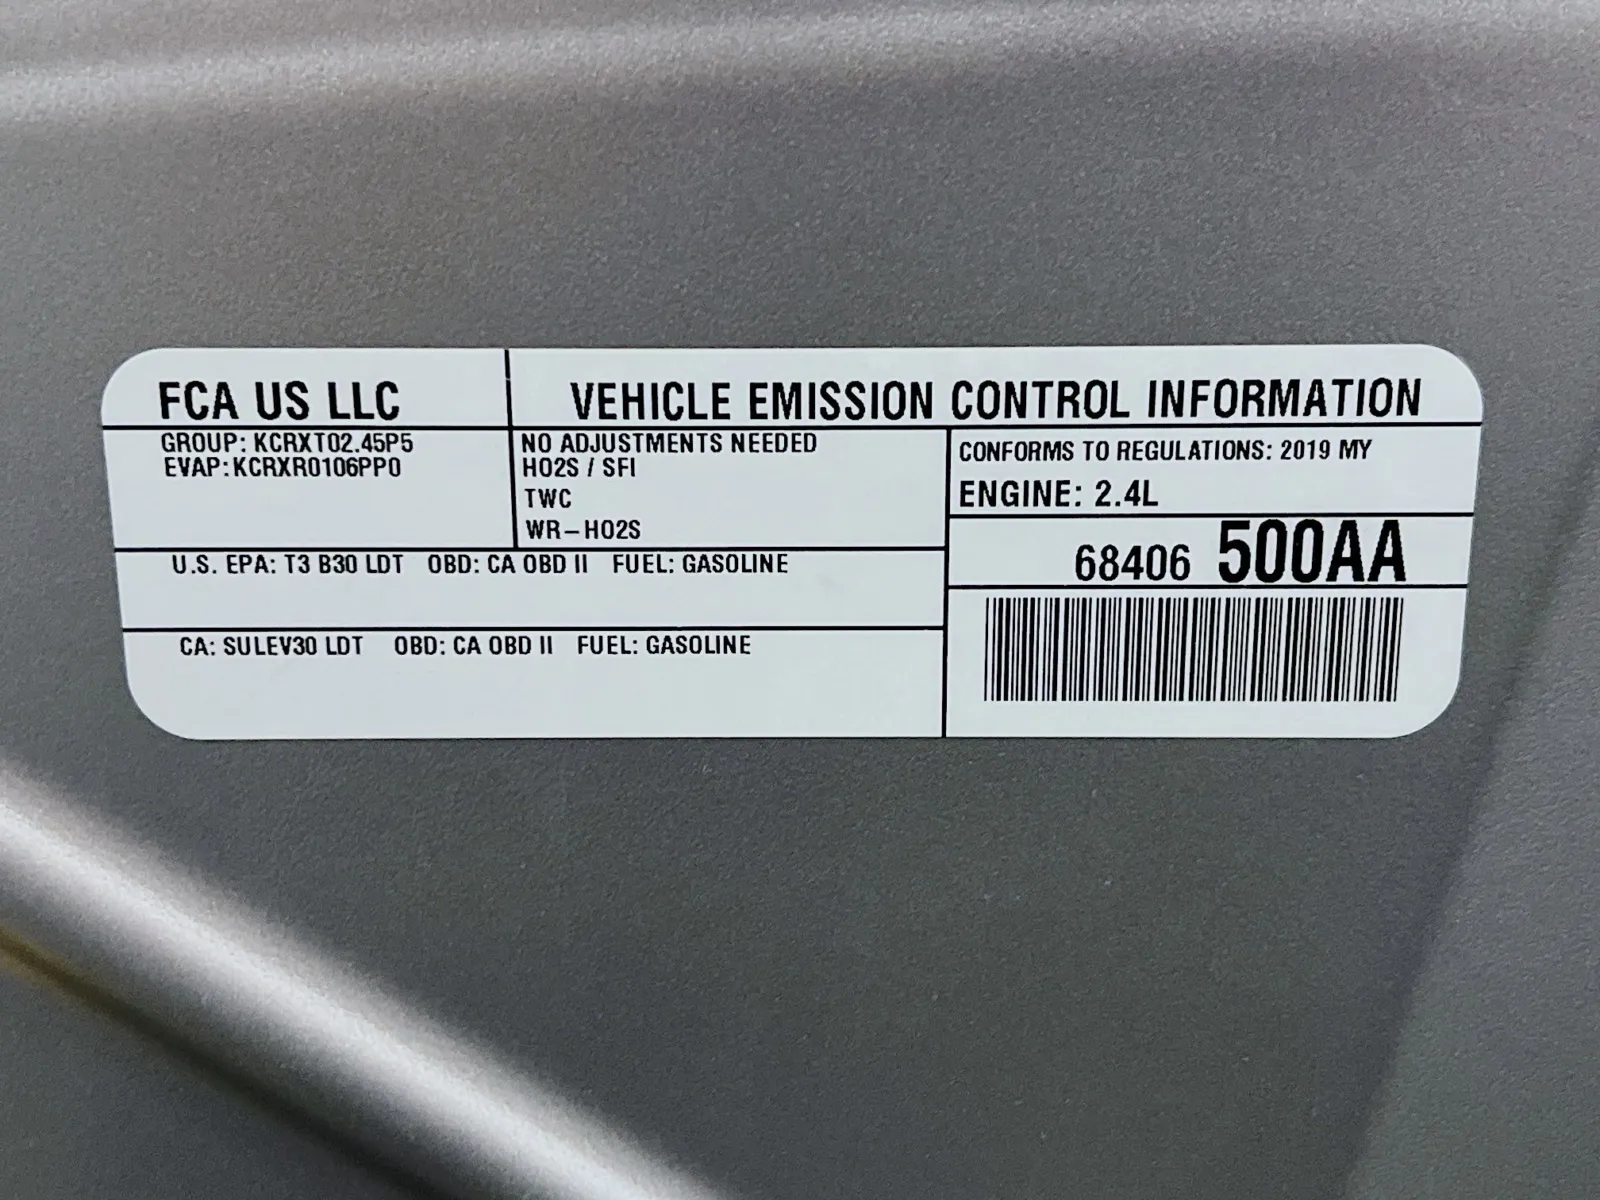 FCA US LLC
VEHICLE EMISSION CONTROL INFORMATION
GROUP: KCRXT02.45P5
EVAP: KCRXR0106PP0
NO ADJUSTMENTS NEEDED
HO2S / SFI
TWC
WR-HO2S
CONFORMS TO REGULATIONS: 2019 MY
ENGINE: 2.4L
68406 500AA
U.S. EPA: T3 B30 LDT OBD: CA OBD II FUEL: GASOLINE
CA: SULEV30 LDT OBD: CA OBD II FUEL: GASOLINE